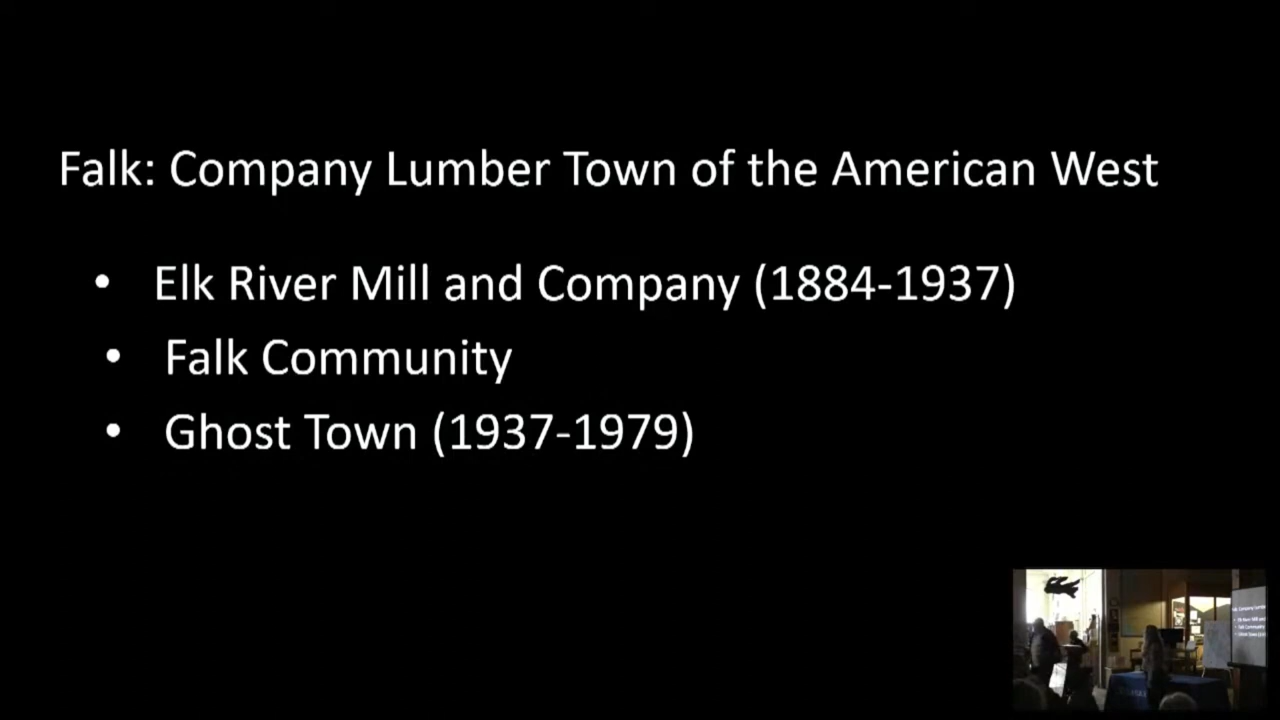 Falk: Company Lumber Town of the American West
• Elk River Mill and Company (1884-1937)
• Falk Community
• Ghost Town (1937-1979)